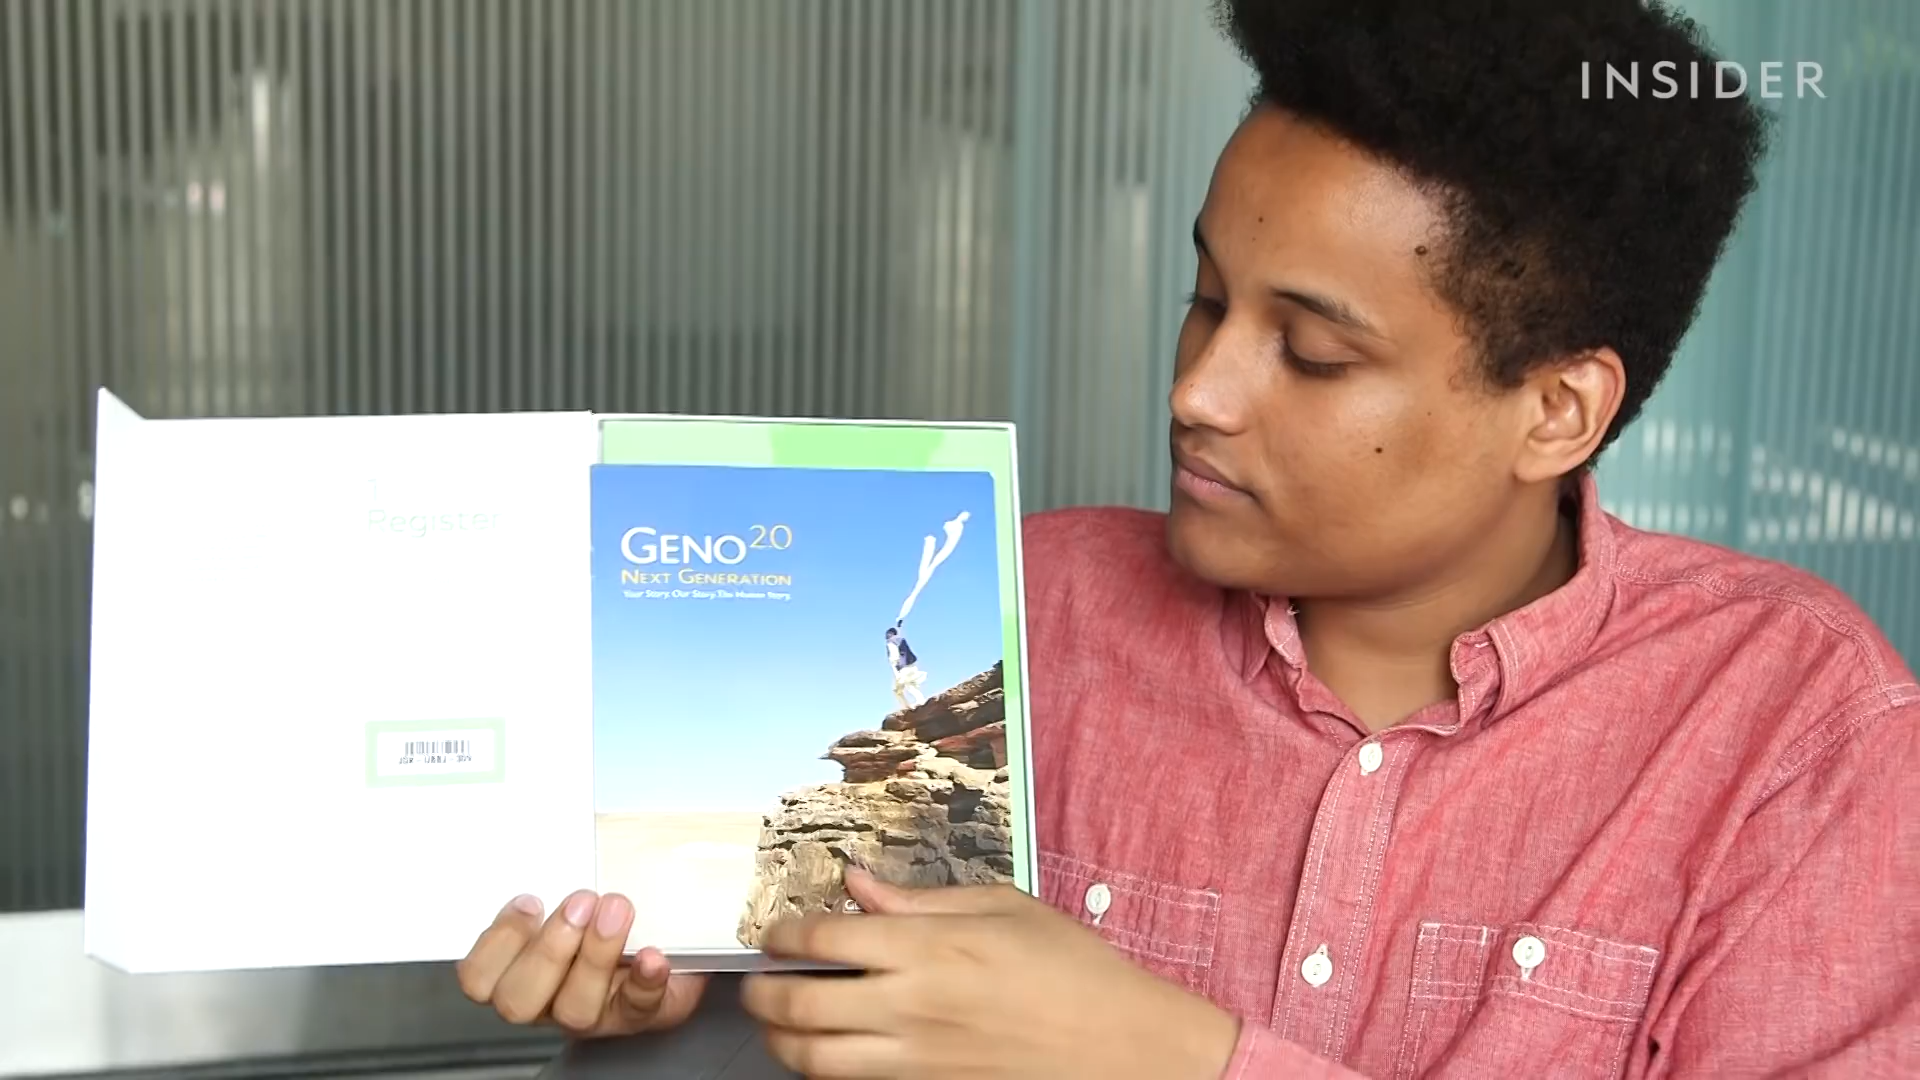 INSIDER
1
Register
GENO 2.0
NEXT GENERATION
Your Story. Our Story. The Human Story.